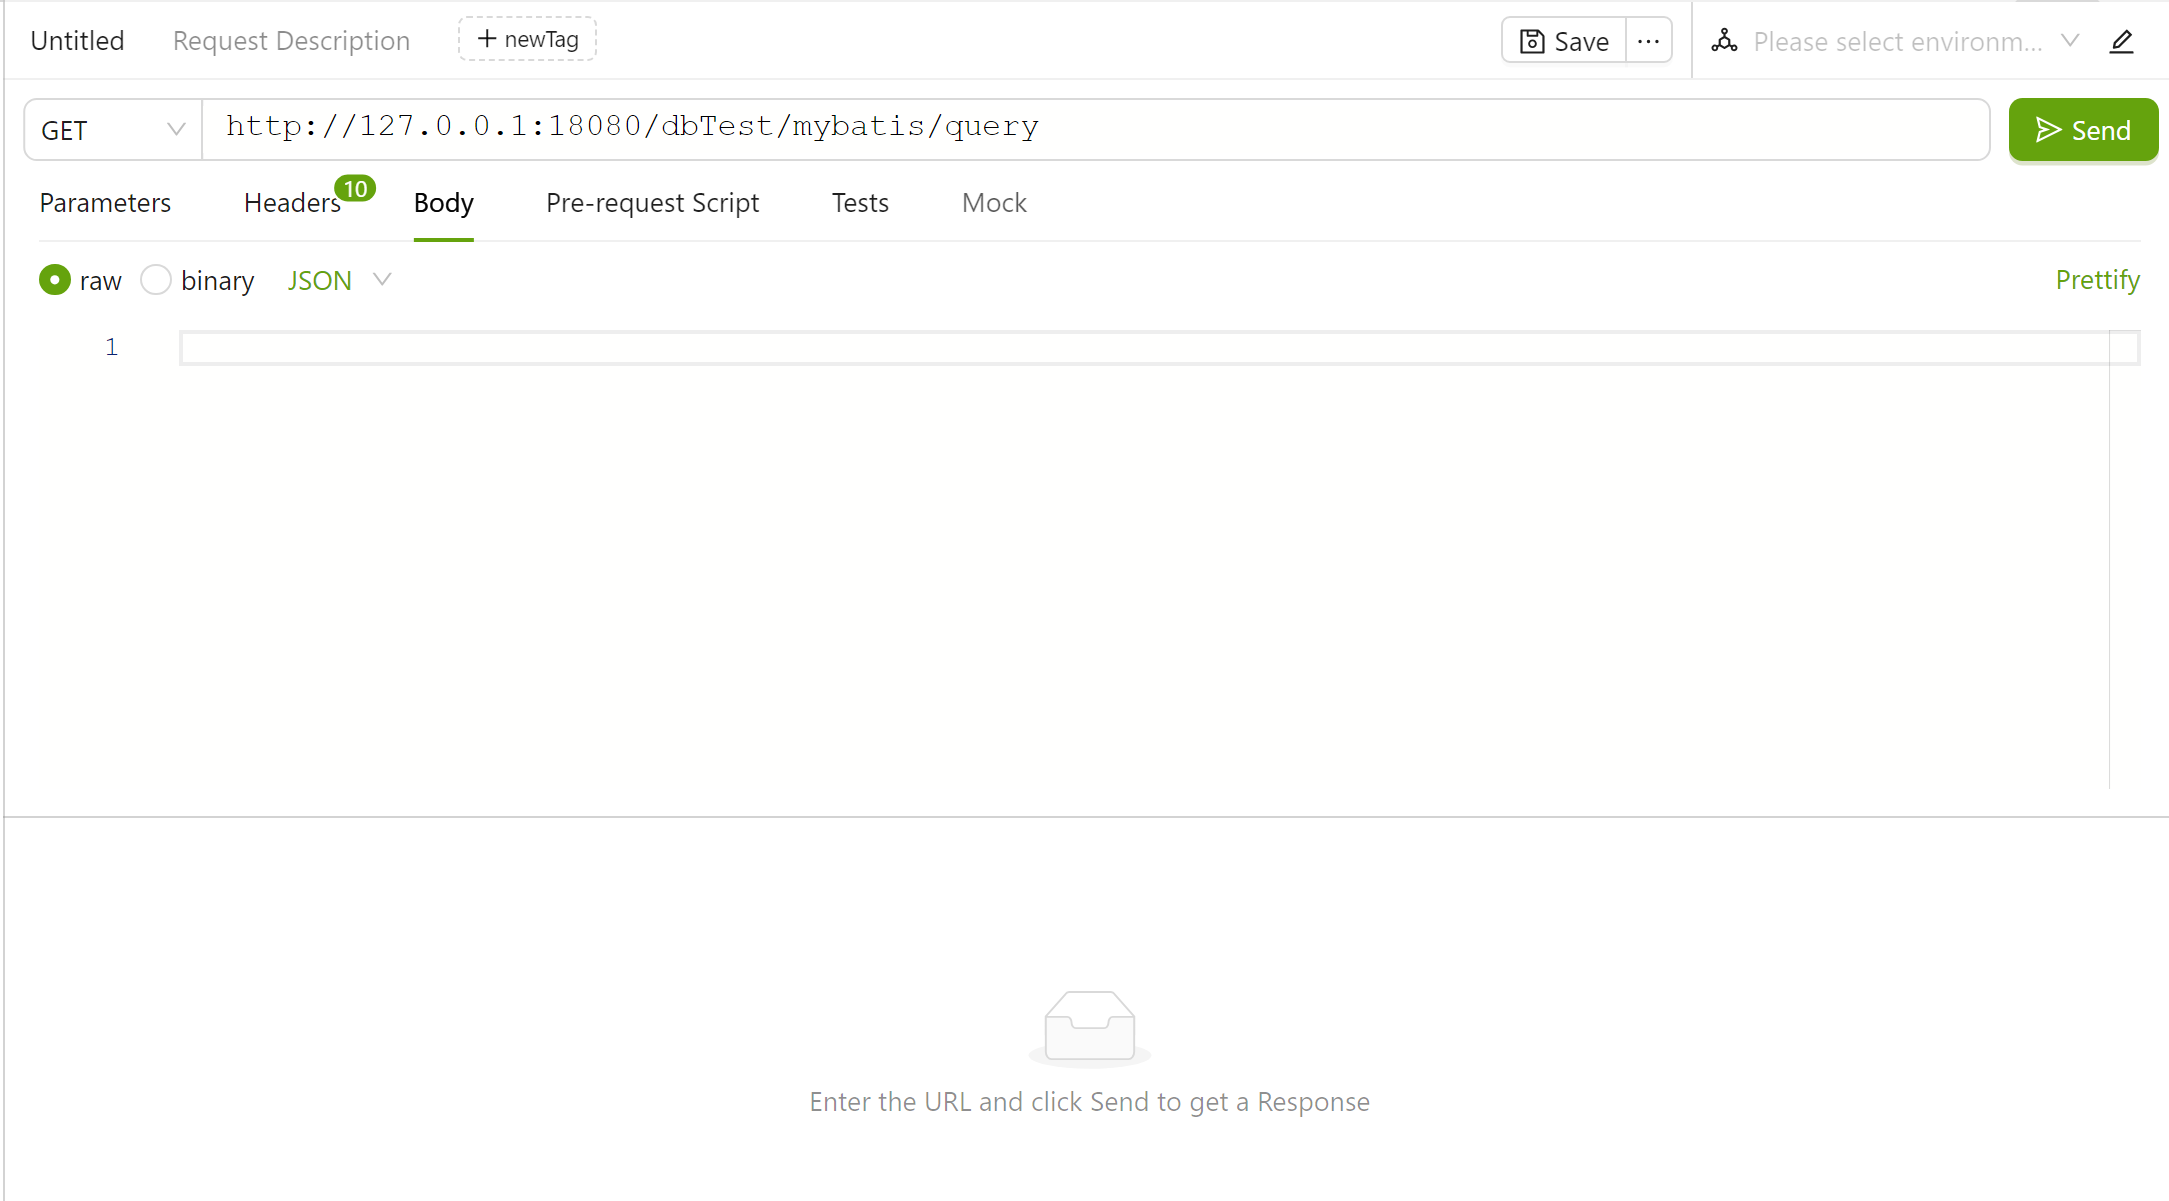 Untitled Request Description + newTag Save ... Please select environm...
GET http://127.0.0.1:18080/dbTest/mybatis/query Send
Parameters Headers 10 Body Pre-request Script Tests Mock
raw binary JSON Prettify
1
Enter the URL and click Send to get a Response